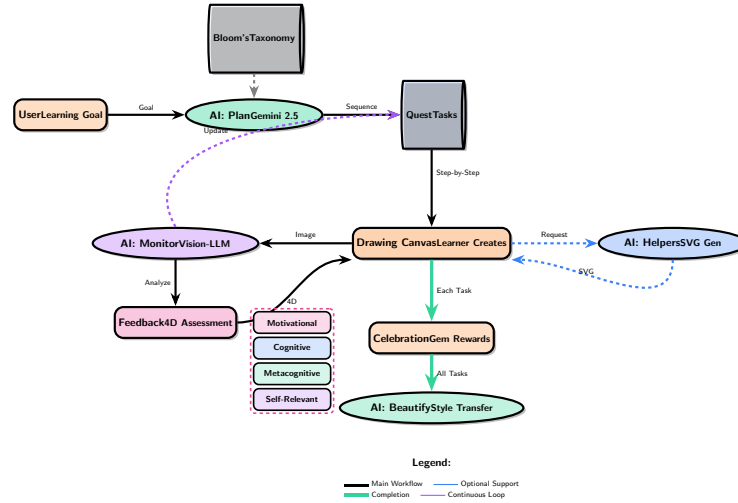 Bloom'sTaxonomy
UserLearning Goal
Goal
AI: PlanGemini 2.5
Sequence
QuestTasks
Update
Step-by-Step
AI: MonitorVision-LLM
Image
Drawing CanvasLearner Creates
Request
AI: HelpersSVG Gen
SVG
Analyze
Each Task
4D
Feedback4D Assessment
Motivational
Cognitive
Metacognitive
Self-Relevant
CelebrationGem Rewards
All Tasks
AI: BeautifyStyle Transfer
Legend:
Main Workflow
Optional Support
Completion
Continuous Loop